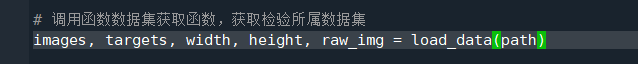 # 调用函数数据集获取函数，获取检验所属数据集
images, targets, width, height, raw_img = load_data(path)